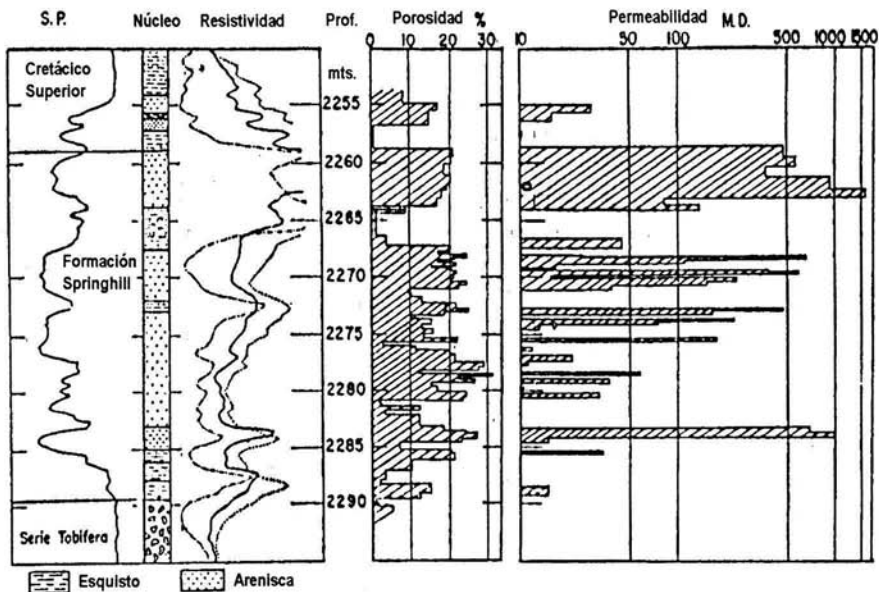 S.P. Núcleo Resistividad Prof. Porosidad % Permeabilidad M.D.
0 10 20 30% 10 50 100 500 1000 1500
mts.
Cretácico
Superior
2255
2260
2265
Formación
Springhill
2270
2275
2280
2285
2290
Serie Tobifera
Esquisto Arenisca